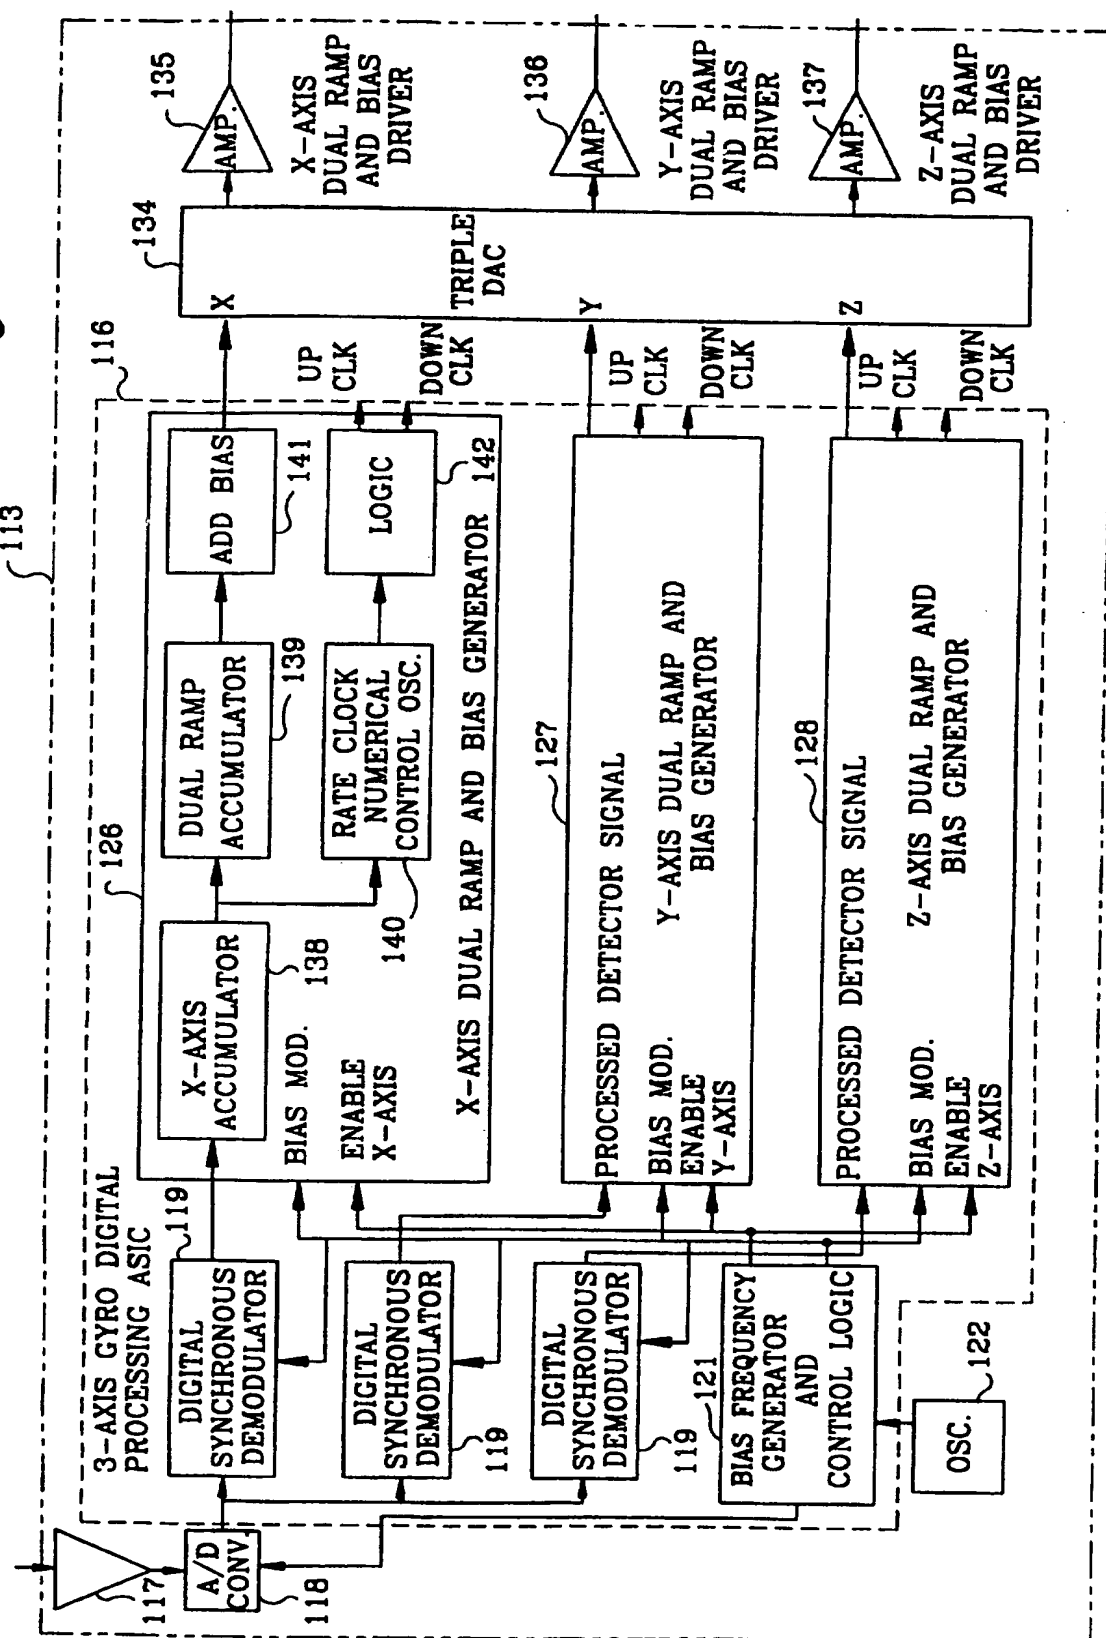 113
3-AXIS GYRO DIGITAL
PROCESSING ASIC
116
117
A/D
CONV.
118
DIGITAL
SYNCHRONOUS
DEMODULATOR
119
DIGITAL
SYNCHRONOUS
DEMODULATOR
119
DIGITAL
SYNCHRONOUS
DEMODULATOR
119
BIAS FREQUENCY
GENERATOR
AND
CONTROL LOGIC
121
OSC.
122
126
X-AXIS
ACCUMULATOR
138
DUAL RAMP
ACCUMULATOR
139
ADD BIAS
141
RATE CLOCK
NUMERICAL
CONTROL OSC.
140
LOGIC
142
BIAS MOD.
ENABLE
X-AXIS
X-AXIS DUAL RAMP AND BIAS GENERATOR
UP
CLK
DOWN
CLK
127
PROCESSED DETECTOR SIGNAL
BIAS MOD.
ENABLE
Y-AXIS
Y-AXIS DUAL RAMP AND
BIAS GENERATOR
UP
CLK
DOWN
CLK
128
PROCESSED DETECTOR SIGNAL
BIAS MOD.
ENABLE
Z-AXIS
Z-AXIS DUAL RAMP AND
BIAS GENERATOR
UP
CLK
DOWN
CLK
134
X
Y
Z
TRIPLE
DAC
135
AMP.
X-AXIS
DUAL RAMP
AND BIAS
DRIVER
136
AMP.
Y-AXIS
DUAL RAMP
AND BIAS
DRIVER
137
AMP.
Z-AXIS
DUAL RAMP
AND BIAS
DRIVER